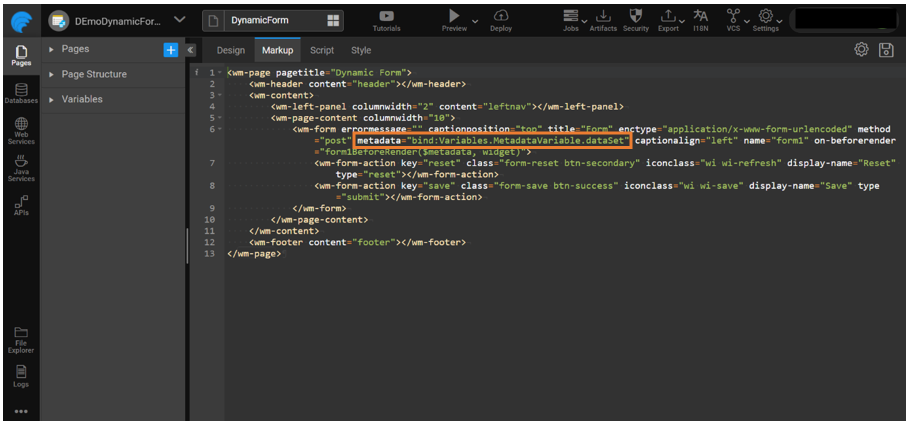 DEmoDynamicFor...
DynamicForm
Tutorials
Preview
Deploy
Jobs
Artifacts
Security
Export
I18N
VCS
Settings
Pages
Databases
Web
Services
Java
Services
APIs
File
Explorer
Logs
Pages
Page Structure
Variables
Design
Markup
Script
Style
1 <wm-page pagetitle="Dynamic Form">
2 <wm-header content="header"></wm-header>
3 <wm-content>
4 <wm-left-panel columnwidth="2" content="leftnav"></wm-left-panel>
5 <wm-page-content columnwidth="10">
6 <wm-form errormessage="" captionposition="top" title="Form" enctype="application/x-www-form-urlencoded" method
="post" metadata="bind:Variables.MetadataVariable.dataSet" captionalign="left" name="form1" on-beforerender
="form1BeforeRender($metadata, widget)">
7 <wm-form-action key="reset" class="form-reset btn-secondary" iconclass="wi wi-refresh" display-name="Reset"
type="reset"></wm-form-action>
8 <wm-form-action key="save" class="form-save btn-success" iconclass="wi wi-save" display-name="Save" type
="submit"></wm-form-action>
9 </wm-form>
10 </wm-page-content>
11 </wm-content>
12 <wm-footer content="footer"></wm-footer>
13 </wm-page>